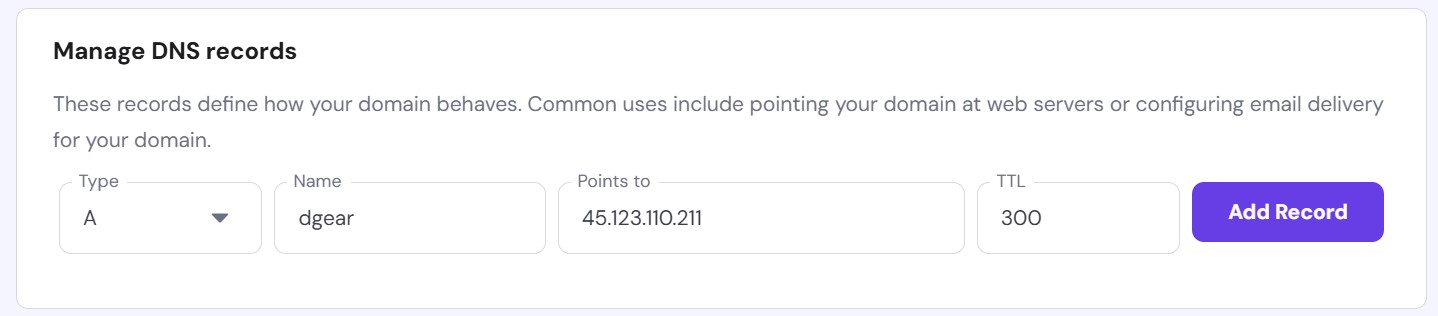 Manage DNS records
These records define how your domain behaves. Common uses include pointing your domain at web servers or configuring email delivery
for your domain.
Type
A
Name
dgear
Points to
45.123.110.211
TTL
300
Add Record